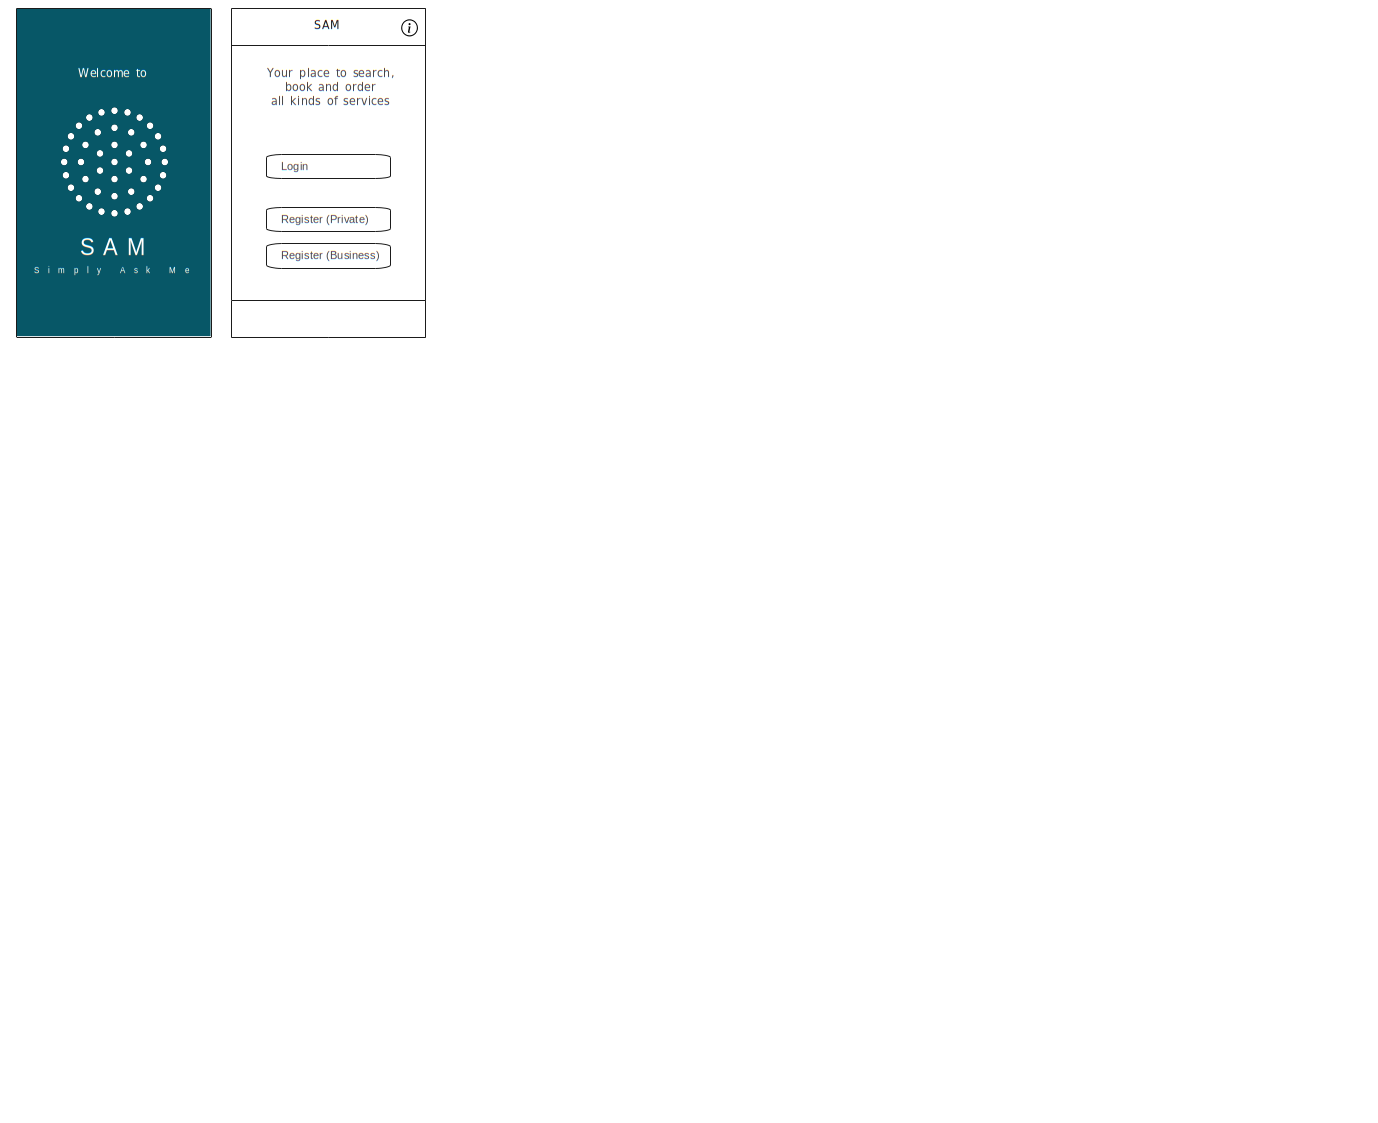 Welcome to
SAM
Simply Ask Me
SAM
Your place to search,
book and order
all kinds of services
Login
Register (Private)
Register (Business)